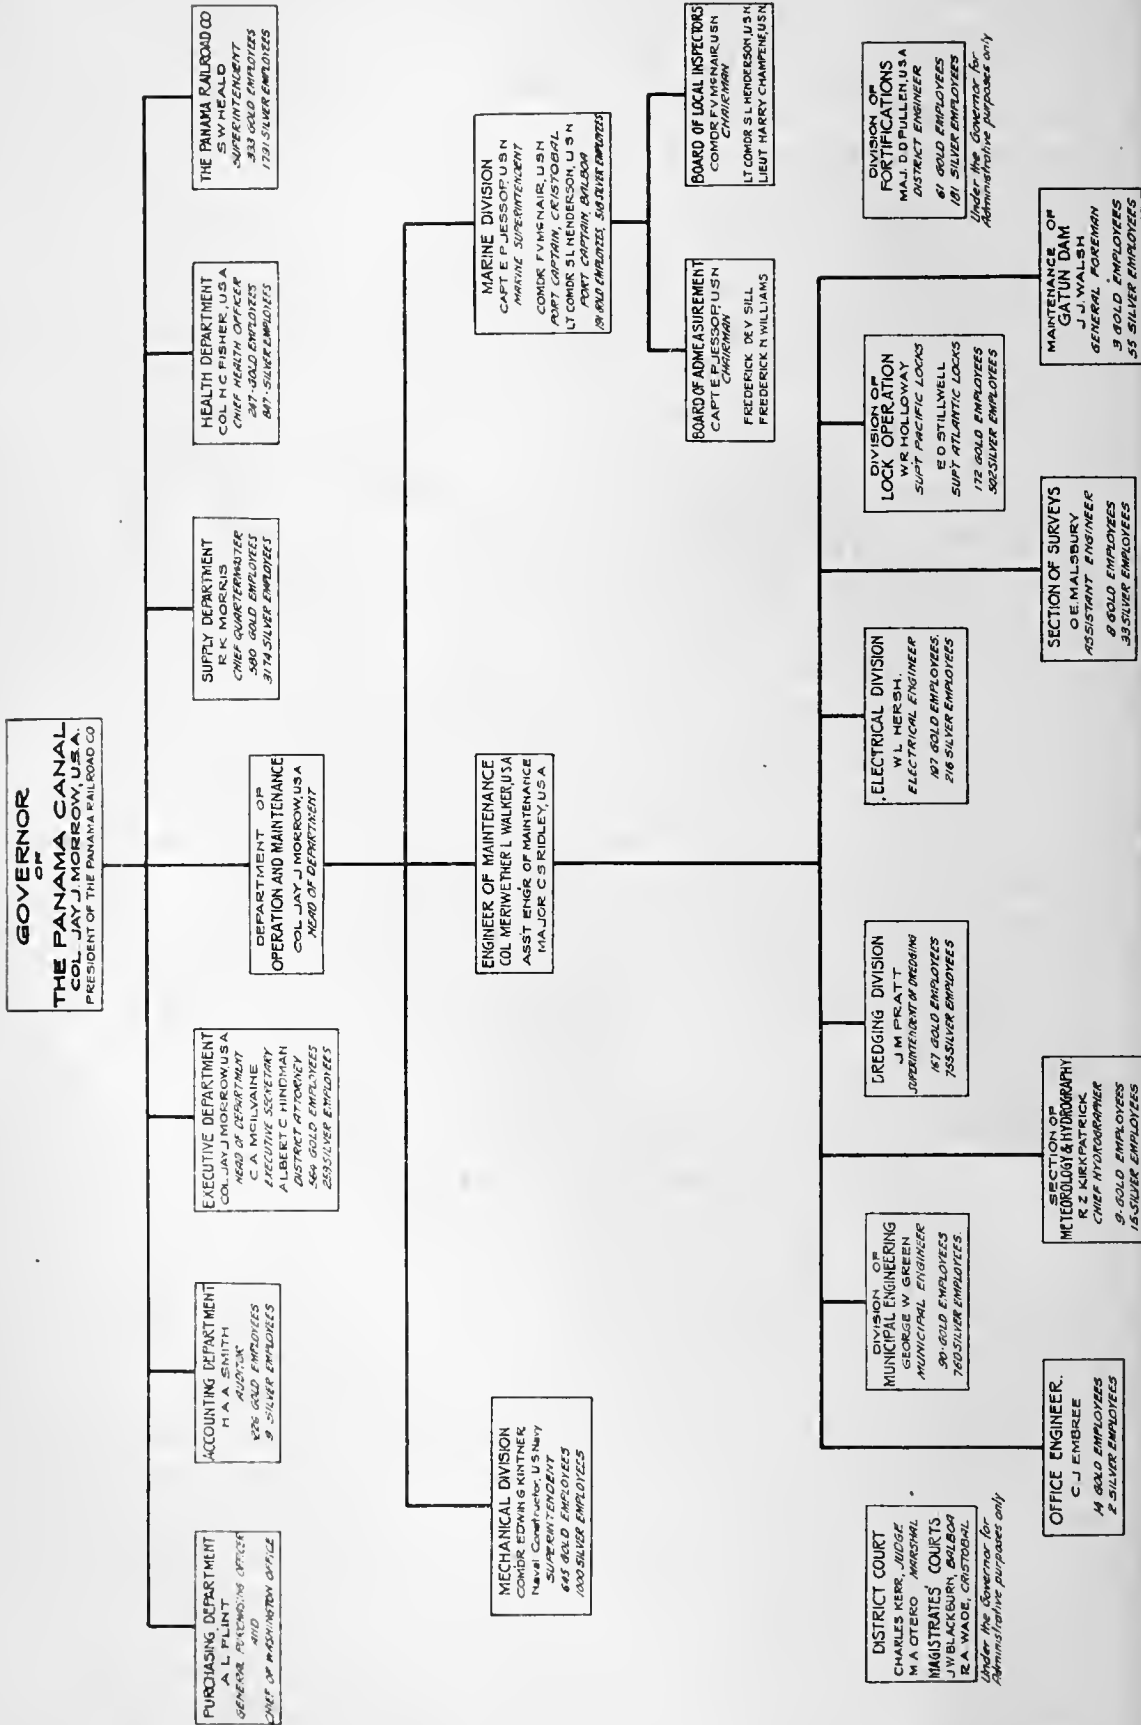 GOVERNOR
OF
THE PANAMA CANAL
COL. JAY J. MORROW, U.S.A.
PRESIDENT OF THE PANAMA RAILROAD CO
PURCHASING DEPARTMENT
A L FLINT
GENERAL PURCHASING OFFICER
AND
CHIEF OF WASHINGTON OFFICE
ACCOUNTING DEPARTMENT
H A A SMITH
AUDITOR
226 GOLD EMPLOYEES
9 SILVER EMPLOYEES
EXECUTIVE DEPARTMENT
COL. JAY J MORROW, U.S.A
HEAD OF DEPARTMENT
C A McILVAINE
EXECUTIVE SECRETARY
ALBERT C HINDMAN
DISTRICT ATTORNEY
564 GOLD EMPLOYEES
259 SILVER EMPLOYEES
DEPARTMENT OF
OPERATION AND MAINTENANCE
COL JAY J MORROW, USA
HEAD OF DEPARTMENT
SUPPLY DEPARTMENT
R K MORRIS
CHIEF QUARTERMASTER
580 GOLD EMPLOYEES
3174 SILVER EMPLOYEES
HEALTH DEPARTMENT
COL H C FISHER, U.S.A
CHIEF HEALTH OFFICER
247-GOLD EMPLOYEES
847-SILVER EMPLOYEES
THE PANAMA RAILROAD CO
S W HEALD
SUPERINTENDENT
333 GOLD EMPLOYEES
1731 SILVER EMPLOYEES
MECHANICAL DIVISION
COMDR EDWIN G KINTNER,
Naval Constructor, U S Navy
SUPERINTENDENT
645 GOLD EMPLOYEES
1000 SILVER EMPLOYEES
ENGINEER OF MAINTENANCE
COL MERIWETHER L WALKER, USA
ASS'T ENGR OF MAINTENANCE
MAJOR C S RIDLEY, U S A
MARINE DIVISION
CAPT E P JESSOP, U S N
MARINE SUPERINTENDENT
COMDR F V McNAIR, U S N
PORT CAPTAIN, CRISTOBAL
LT COMDR S L HENDERSON, U S N
PORT CAPTAIN, BALBOA
191 GOLD EMPLOYEES, 518 SILVER EMPLOYEES
BOARD OF ADMEASUREMENT
CAPT E P JESSOP, USN
CHAIRMAN
FREDERICK DEV SILL
FREDERICK N WILLIAMS
BOARD OF LOCAL INSPECTORS
COMDR F V McNAIR, USN
CHAIRMAN
LT COMDR S L HENDERSON, U S N
LIEUT HARRY CHAMPENE, USN
DISTRICT COURT
CHARLES KERR, JUDGE
M A OTERO MARSHAL
MAGISTRATES' COURTS
J W BLACKBURN, BALBOA
R A WADE, CRISTOBAL
Under the Governor for
Administrative purposes only
DIVISION OF
MUNICIPAL ENGINEERING
GEORGE W GREEN
MUNICIPAL ENGINEER
90-GOLD EMPLOYEES
760 SILVER EMPLOYEES.
DREDGING DIVISION
J M PRATT
SUPERINTENDENT OF DREDGING
167 GOLD EMPLOYEES
755 SILVER EMPLOYEES
ELECTRICAL DIVISION
W L HERSH.
ELECTRICAL ENGINEER
197 GOLD EMPLOYEES.
216 SILVER EMPLOYEES
DIVISION OF
LOCK OPERATION
W R HOLLOWAY
SUP'T PACIFIC LOCKS
E D STILLWELL
SUP'T ATLANTIC LOCKS
172 GOLD EMPLOYEES
502 SILVER EMPLOYEES
DIVISION OF
FORTIFICATIONS
MAJ. D D PULLEN, U.S.A
DISTRICT ENGINEER
61 GOLD EMPLOYEES
181 SILVER EMPLOYEES
Under the Governor for
Administrative purposes only
OFFICE ENGINEER.
C J EMBREE
14 GOLD EMPLOYEES
2 SILVER EMPLOYEES
SECTION OF
METEOROLOGY & HYDROGRAPHY
R Z KIRKPATRICK
CHIEF HYDROGRAPHER
9-GOLD EMPLOYEES
16 SILVER EMPLOYEES
SECTION OF SURVEYS
O E. MALSBURY
ASSISTANT ENGINEER
8 GOLD EMPLOYEES
33 SILVER EMPLOYEES
MAINTENANCE OF
GATUN DAM
J J. WALSH
GENERAL FOREMAN
3 GOLD EMPLOYEES
55 SILVER EMPLOYEES